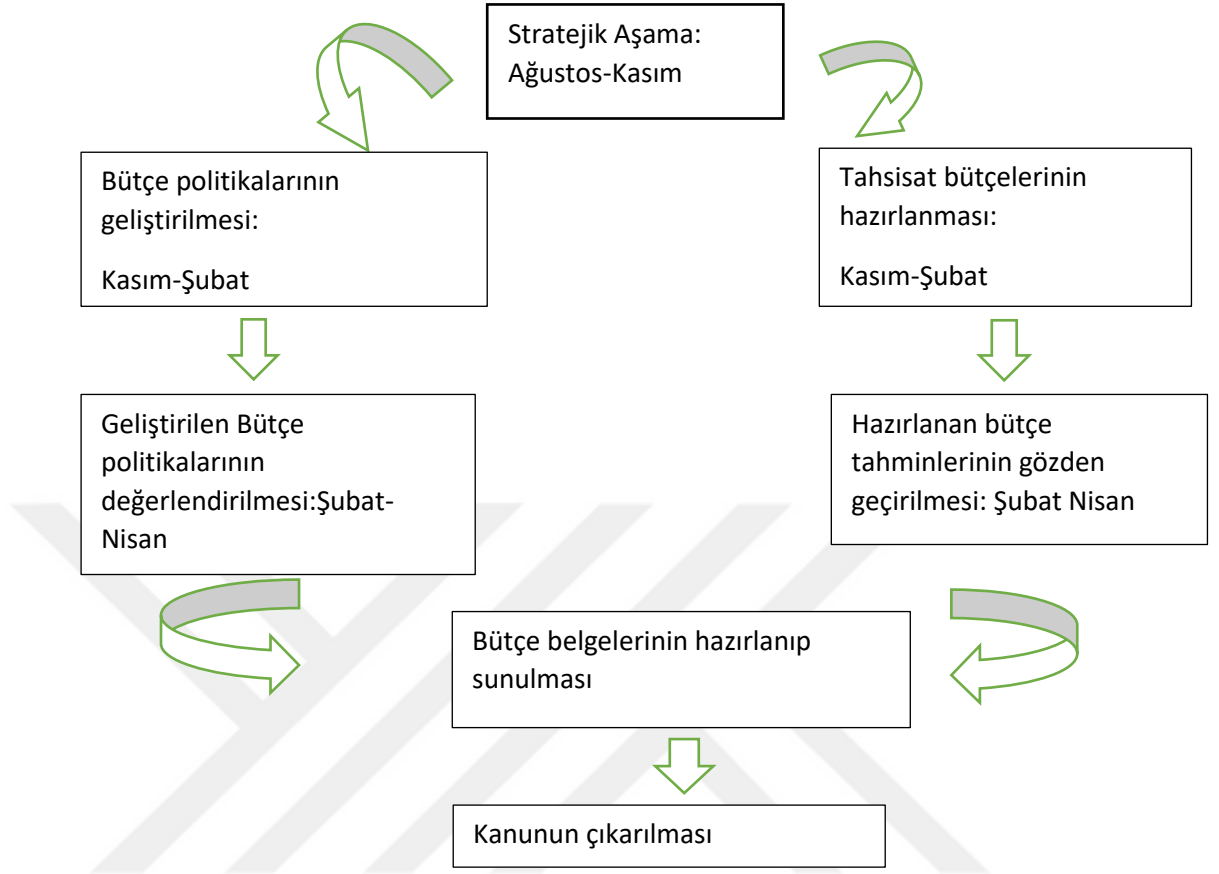 Stratejik Aşama:
Ağustos-Kasım
Bütçe politikalarının
geliştirilmesi:
Kasım-Şubat
Tahsisat bütçelerinin
hazırlanması:
Kasım-Şubat
Geliştirilen Bütçe
politikalarının
değerlendirilmesi:Şubat-
Nisan
Hazırlanan bütçe
tahminlerinin gözden
geçirilmesi: Şubat Nisan
Bütçe belgelerinin hazırlanıp
sunulması
Kanunun çıkarılması